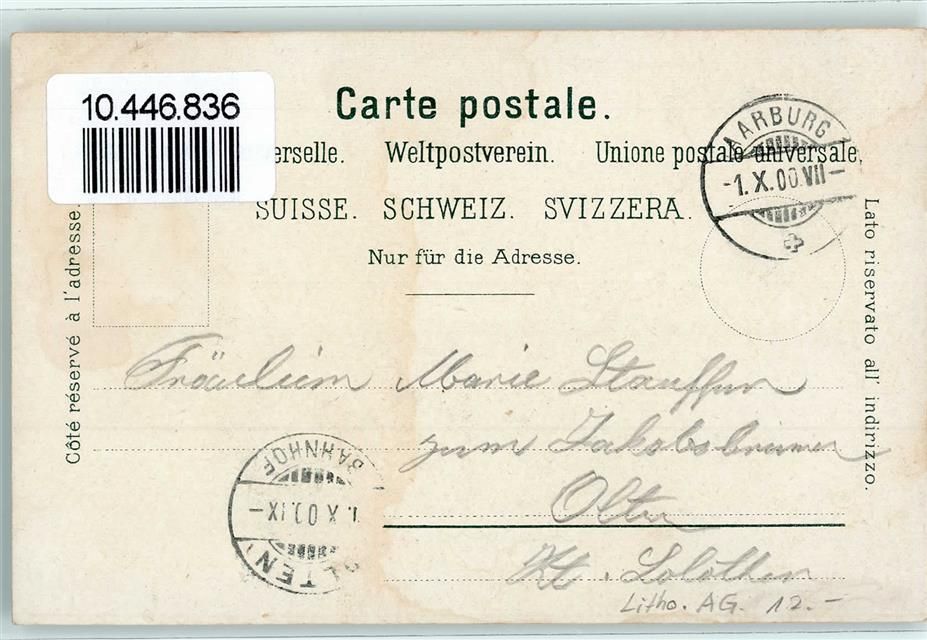 10.446.836
Carte postale.
erselle. Weltpostverein. Unione postale universale.
SUISSE. SCHWEIZ. SVIZZERA.
Nur für die Adresse.
Côté réservé à l'adresse.
Lato riservato all' indirizzo.
AARBURG
-1.X.00.VII-
Fräulein Marie Stauffer
zum Jakobsbrunnen
Olten
Kt. Solothurn
OLTEN
1.X.00.IX-
BAHNHOF
Litho. AG. 12.-